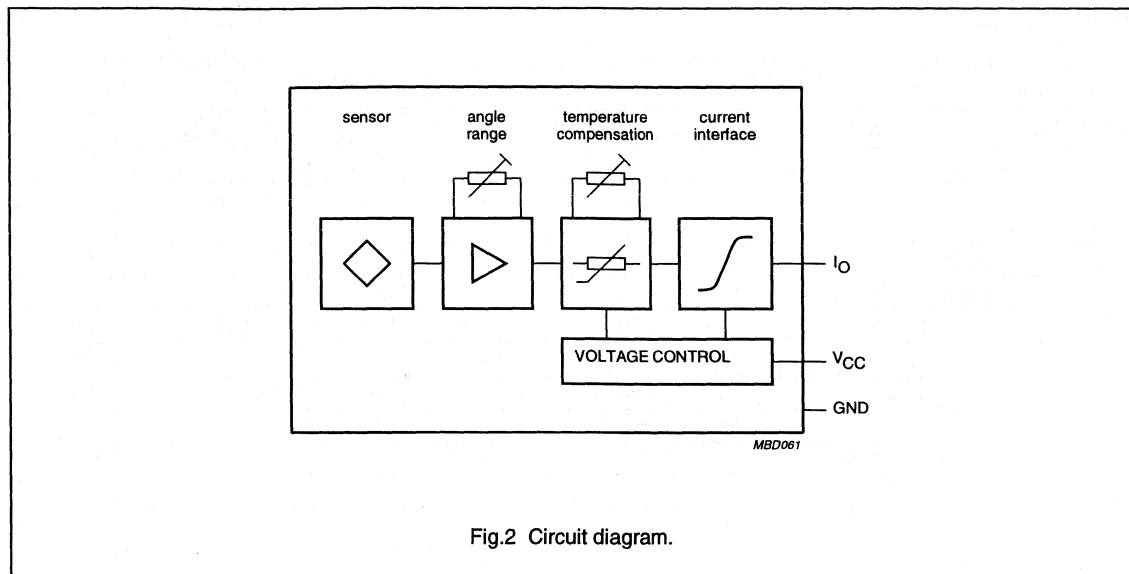 sensor
angle
range
temperature
compensation
current
interface
IO
VOLTAGE CONTROL
VCC
GND
MBD061
Fig.2 Circuit diagram.